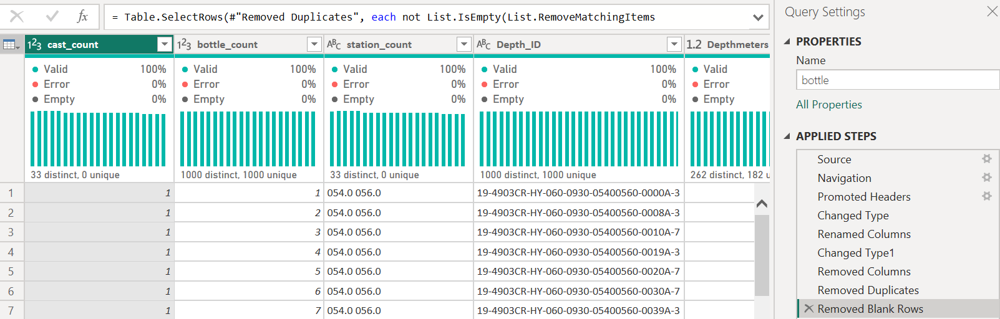 fx = Table.SelectRows(#"Removed Duplicates", each not List.IsEmpty(List.RemoveMatchingItems
1²3 cast_count 1²3 bottle_count ABC station_count ABC Depth_ID 1.2 Depthmeters
Valid 100% Valid 100% Valid 100% Valid 100% Valid
Error 0% Error 0% Error 0% Error 0% Error
Empty 0% Empty 0% Empty 0% Empty 0% Empty
33 distinct, 0 unique 1000 distinct, 1000 unique 33 distinct, 0 unique 1000 distinct, 1000 unique 262 distinct, 182 u
1 1 1 054.0 056.0 19-4903CR-HY-060-0930-05400560-0000A-3
2 1 2 054.0 056.0 19-4903CR-HY-060-0930-05400560-0008A-3
3 1 3 054.0 056.0 19-4903CR-HY-060-0930-05400560-0010A-7
4 1 4 054.0 056.0 19-4903CR-HY-060-0930-05400560-0019A-3
5 1 5 054.0 056.0 19-4903CR-HY-060-0930-05400560-0020A-7
6 1 6 054.0 056.0 19-4903CR-HY-060-0930-05400560-0030A-7
7 1 7 054.0 056.0 19-4903CR-HY-060-0930-05400560-0039A-3
Query Settings
PROPERTIES
Name
bottle
All Properties
APPLIED STEPS
Source
Navigation
Promoted Headers
Changed Type
Renamed Columns
Changed Type1
Removed Columns
Removed Duplicates
Removed Blank Rows